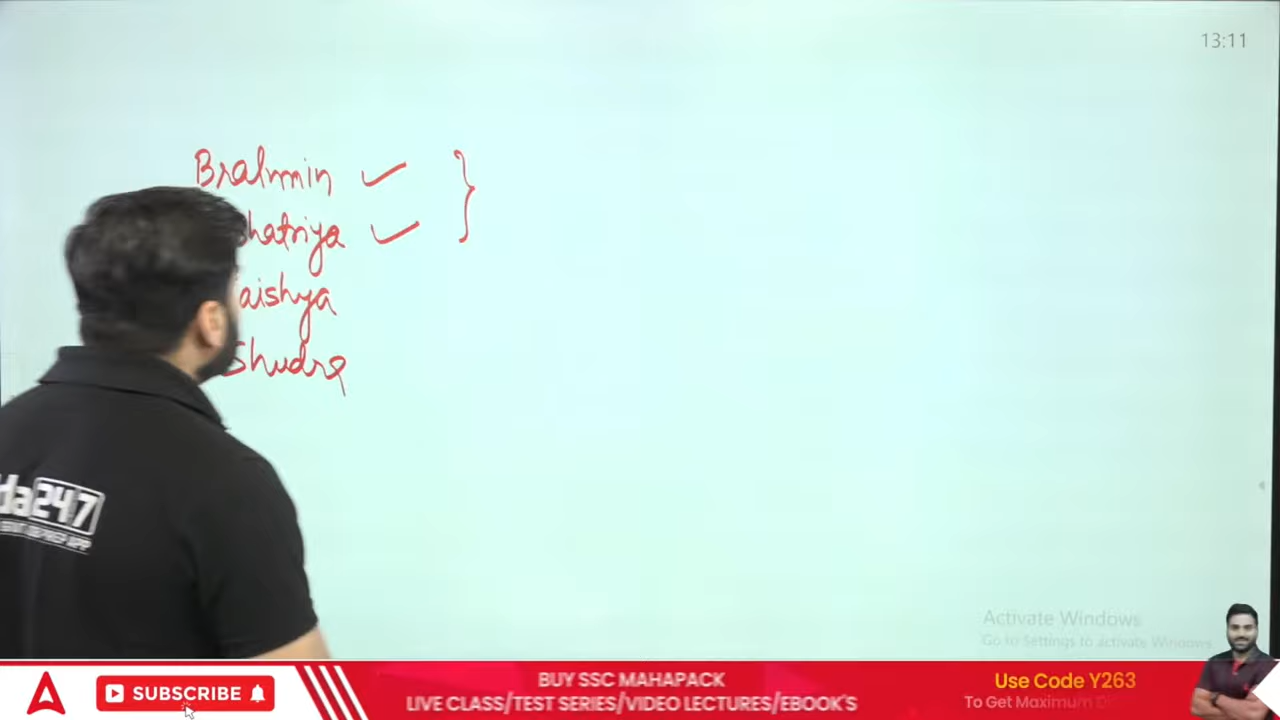 13:11
Brahmin
hatriya
aishya
Shudra
da247
Activate Windows
Go to Settings to activate Windows
SUBSCRIBE
BUY SSC MAHAPACK
LIVE CLASS/TEST SERIES/VIDEO LECTURES/EBOOK'S
Use Code Y263
To Get Maximum